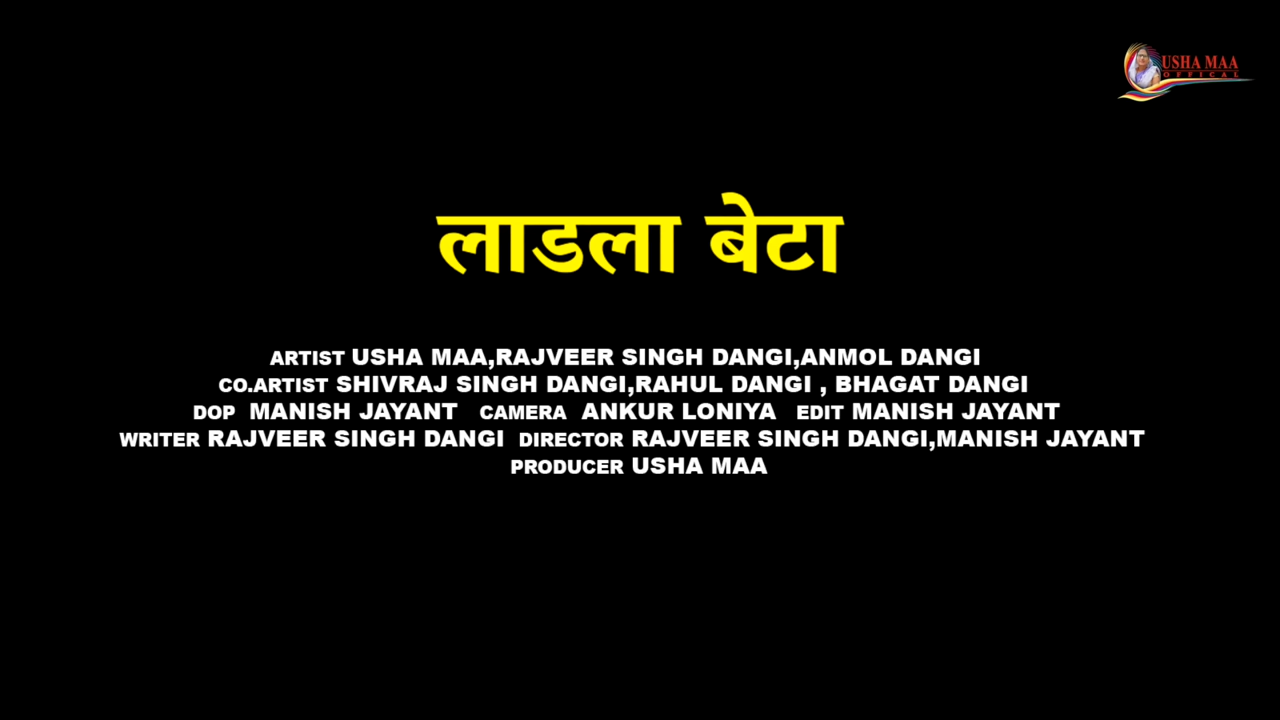 USHA MAA
OFFICAL
लाडला बेटा
ARTIST USHA MAA,RAJVEER SINGH DANGI,ANMOL DANGI
CO.ARTIST SHIVRAJ SINGH DANGI,RAHUL DANGI , BHAGAT DANGI
DOP MANISH JAYANT CAMERA ANKUR LONIYA EDIT MANISH JAYANT
WRITER RAJVEER SINGH DANGI DIRECTOR RAJVEER SINGH DANGI,MANISH JAYANT
PRODUCER USHA MAA